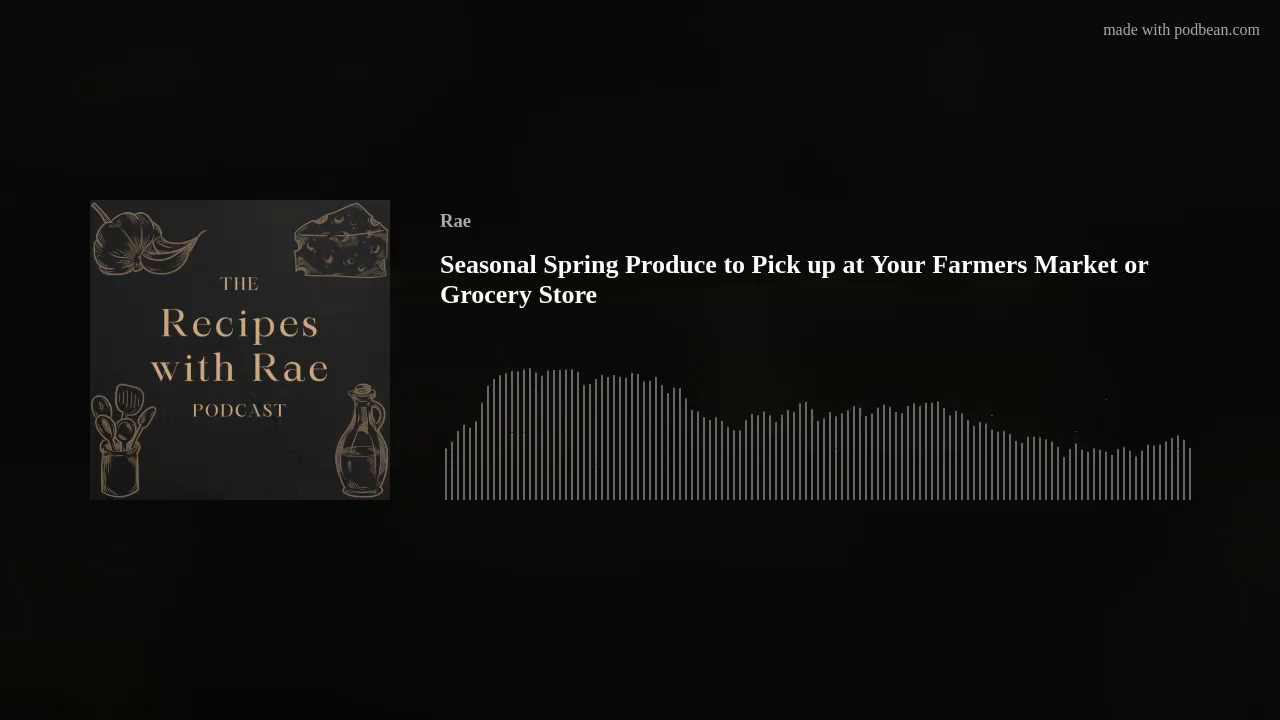 made with podbean.com
THE
Recipes
with Rae
PODCAST
Rae
Seasonal Spring Produce to Pick up at Your Farmers Market or
Grocery Store